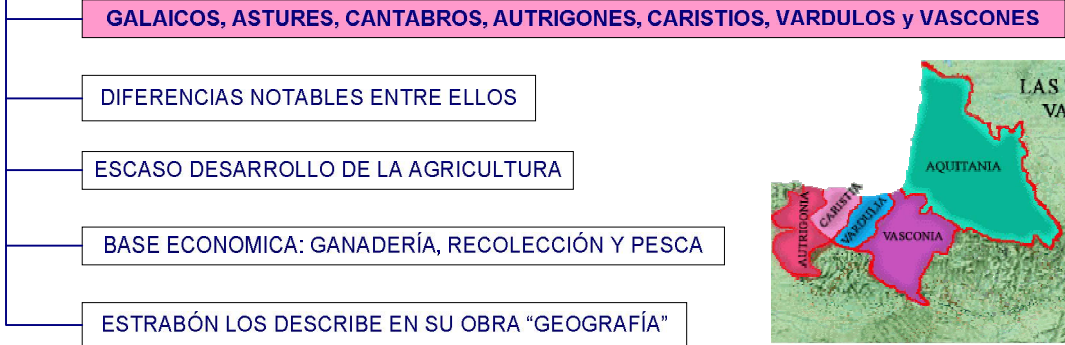 GALAICOS, ASTURES, CANTABROS, AUTRIGONES, CARISTIOS, VARDULOS y VASCONES
DIFERENCIAS NOTABLES ENTRE ELLOS
ESCASO DESARROLLO DE LA AGRICULTURA
BASE ECONOMICA: GANADERÍA, RECOLECCIÓN Y PESCA
ESTRABÓN LOS DESCRIBE EN SU OBRA “GEOGRAFÍA”
LAS
VA
AQUITANIA
AUTRIGONIA
CARISTIA
VARDULIA
VASCONIA